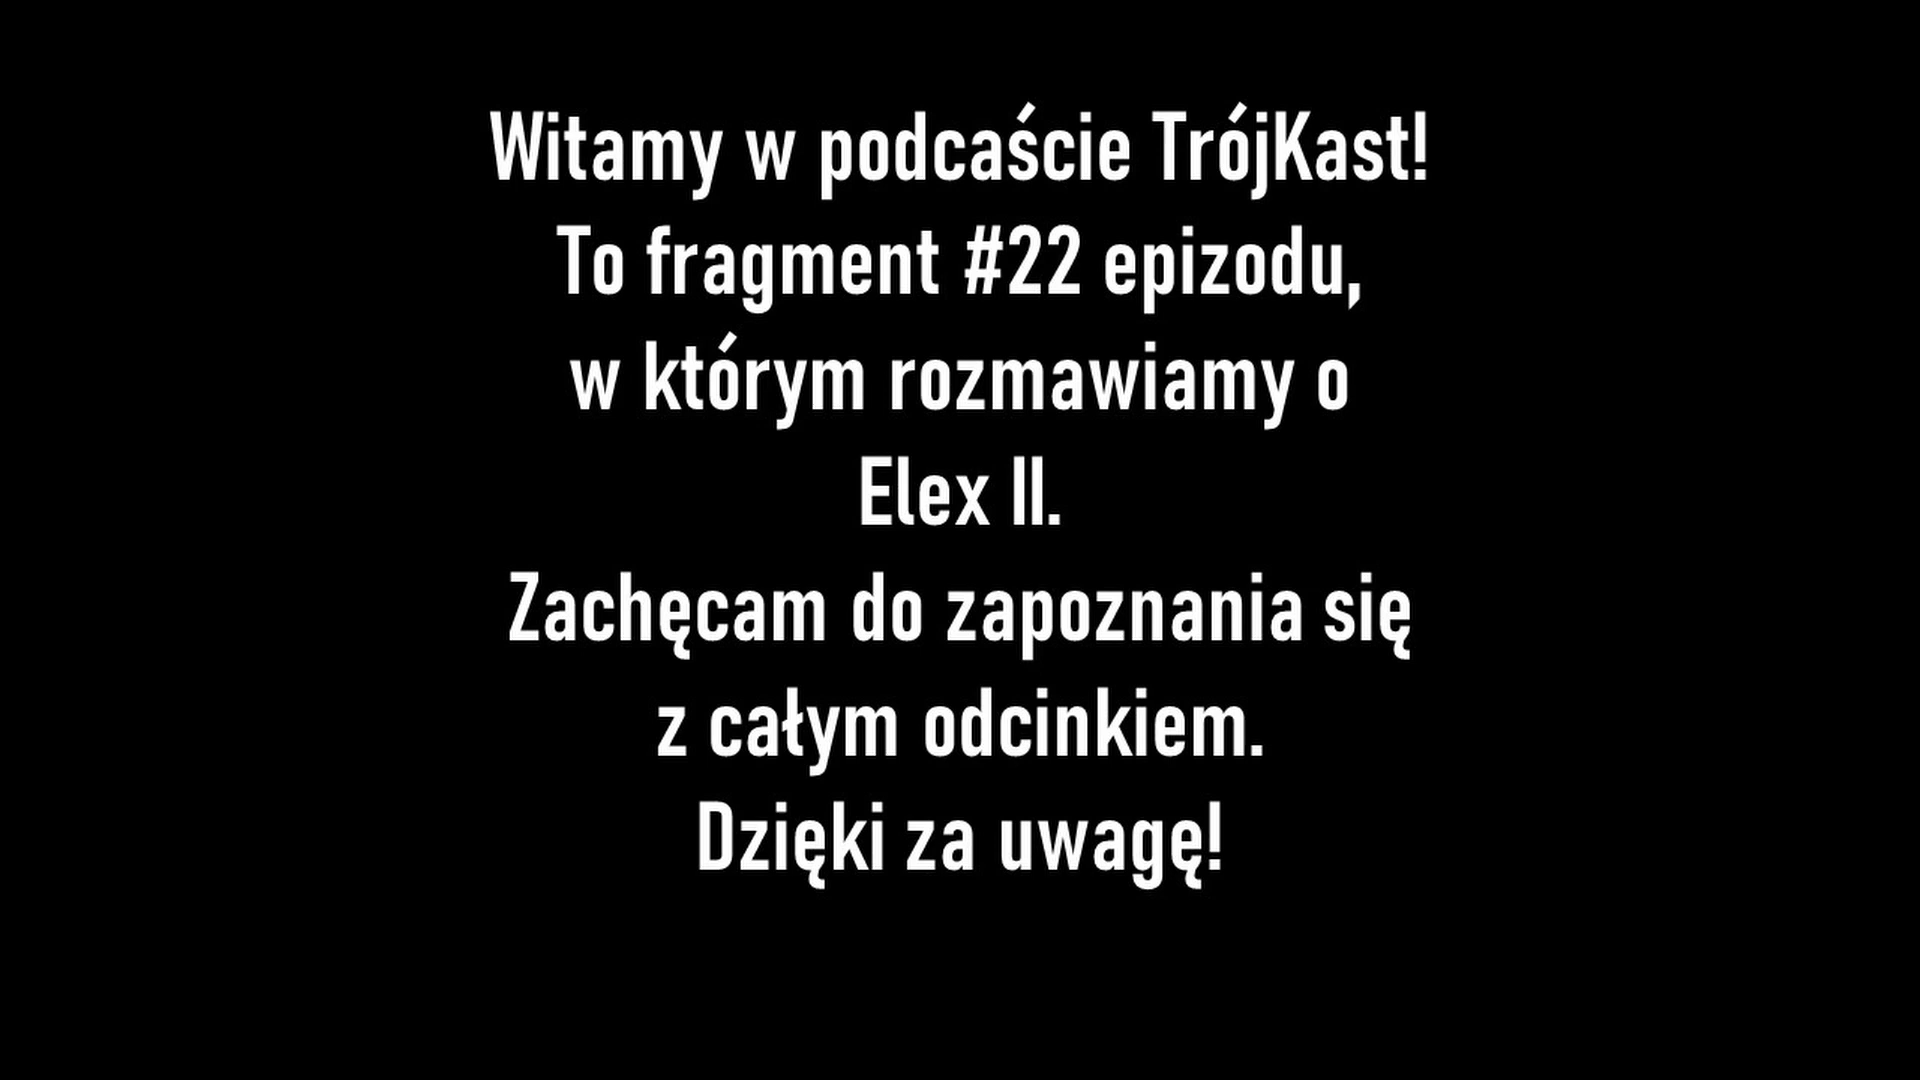 Witamy w podcaście TrójKast!
To fragment #22 epizodu,
w którym rozmawiamy o
Elex II.
Zachęcam do zapoznania się
z całym odcinkiem.
Dzięki za uwagę!